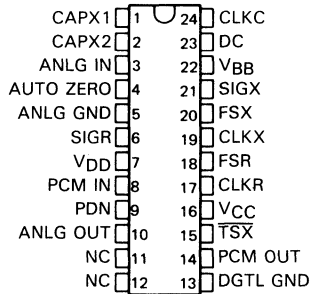 CAPX1 1 24 CLKC
CAPX2 2 23 DC
ANLG IN 3 22 VBB
AUTO ZERO 4 21 SIGX
ANLG GND 5 20 FSX
SIGR 6 19 CLKX
VDD 7 18 FSR
PCM IN 8 17 CLKR
PDN 9 16 VCC
ANLG OUT 10 15 TSX
NC 11 14 PCM OUT
NC 12 13 DGTL GND